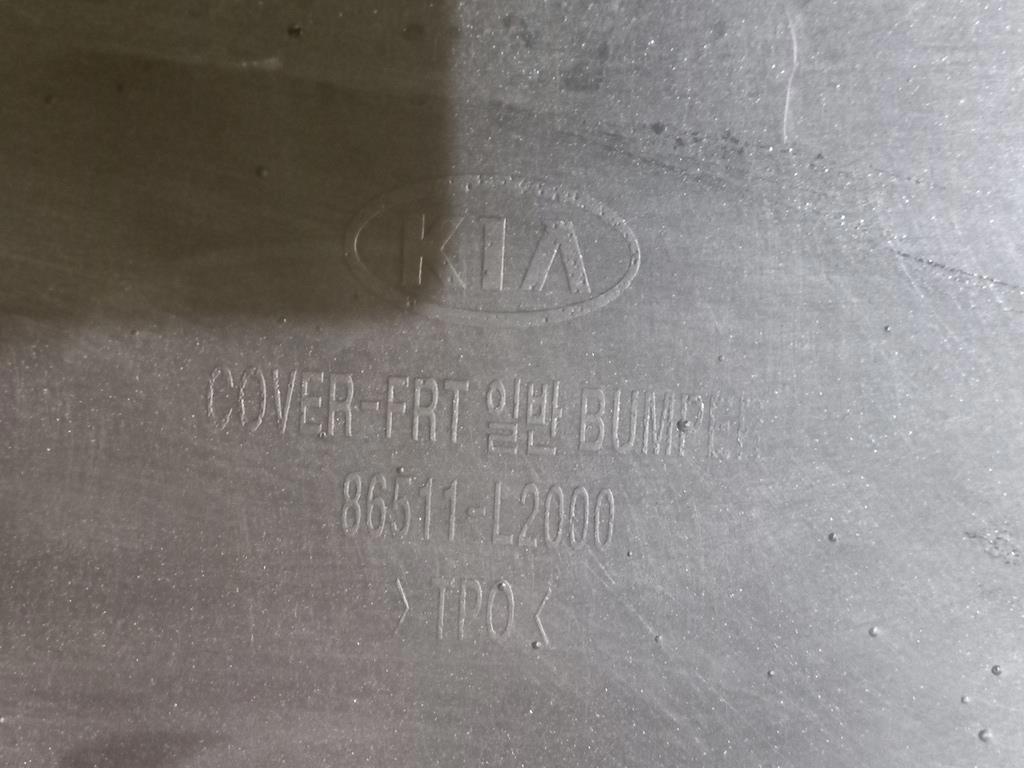 KIA
COVER-FRT 일반 BUMPER
86511-L2000
>TPO<